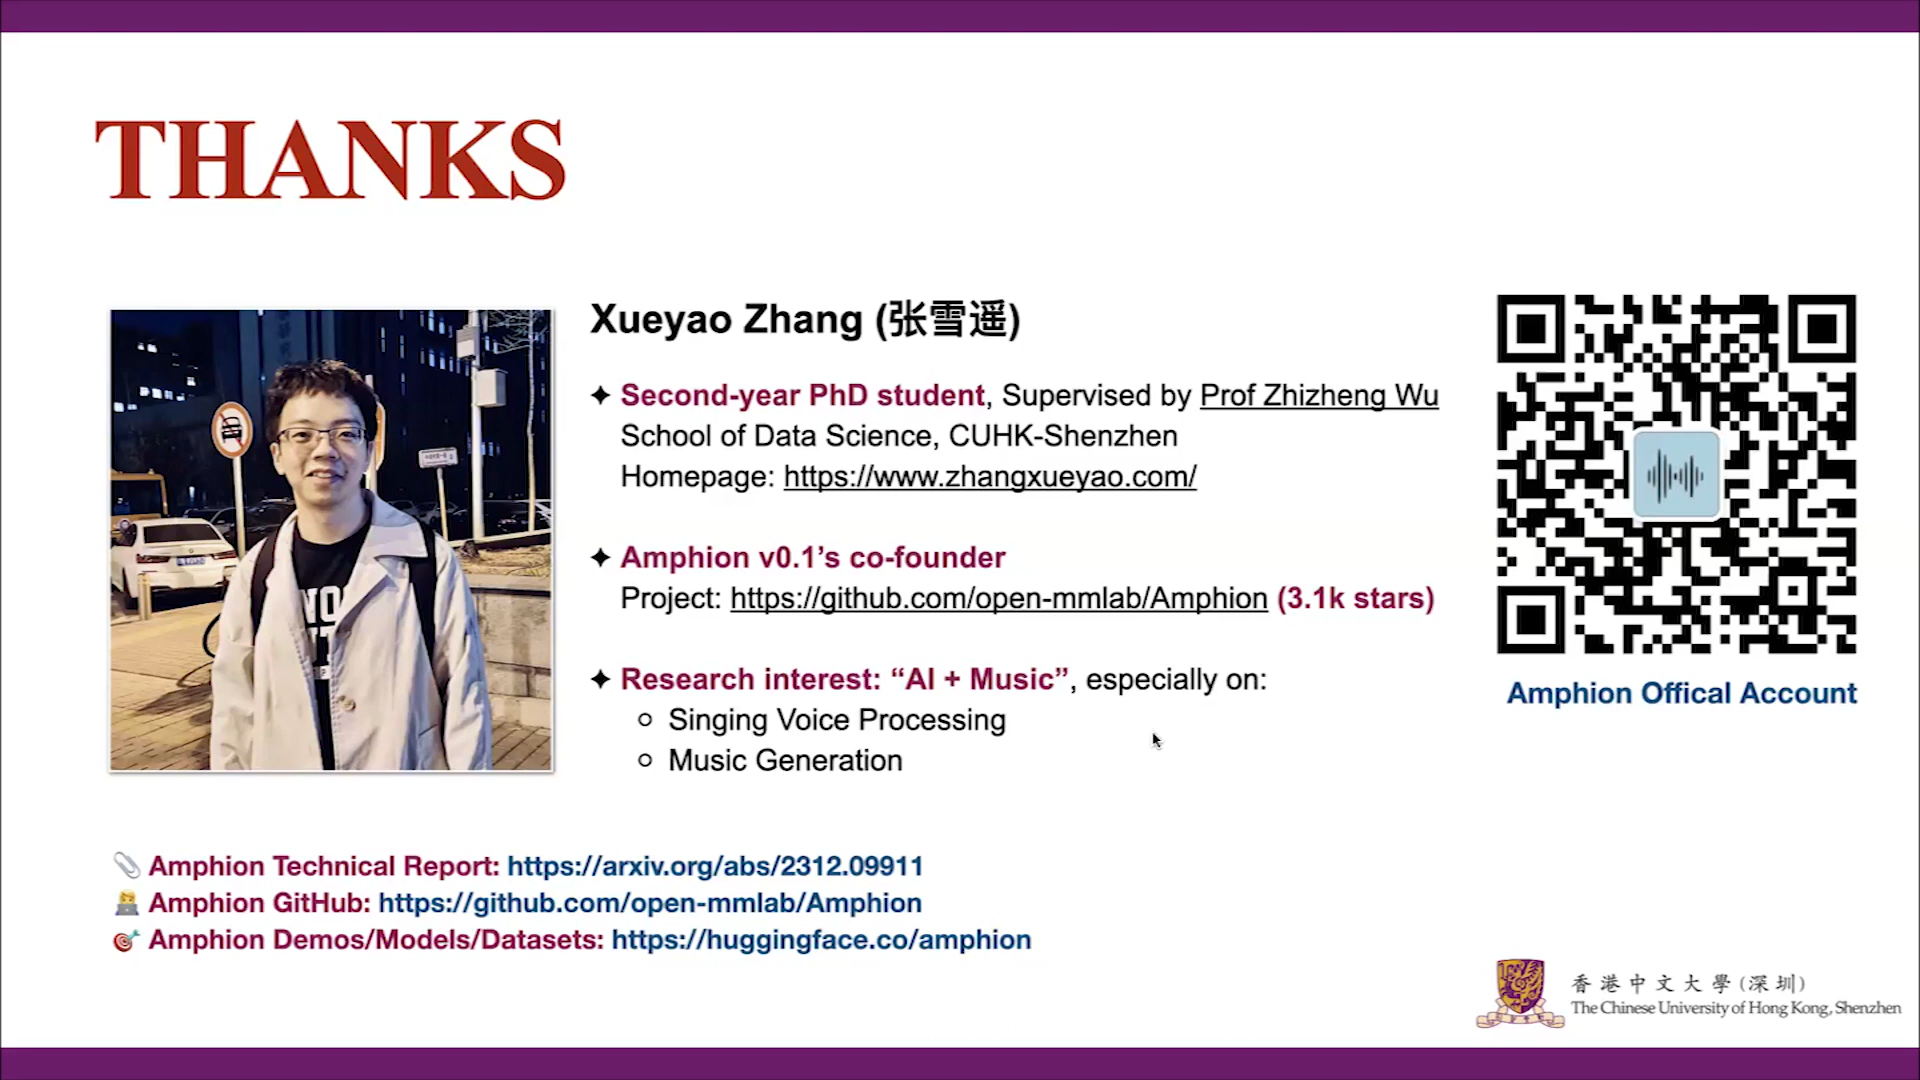 THANKS
Xueyao Zhang (张雪遥)
✦ Second-year PhD student, Supervised by Prof Zhizheng Wu
School of Data Science, CUHK-Shenzhen
Homepage: https://www.zhangxueyao.com/
✦ Amphion v0.1’s co-founder
Project: https://github.com/open-mmlab/Amphion (3.1k stars)
✦ Research interest: “AI + Music”, especially on:
Singing Voice Processing
Music Generation
Amphion Offical Account
Amphion Technical Report: https://arxiv.org/abs/2312.09911
Amphion GitHub: https://github.com/open-mmlab/Amphion
Amphion Demos/Models/Datasets: https://huggingface.co/amphion
香港中文大學(深圳)
The Chinese University of Hong Kong, Shenzhen